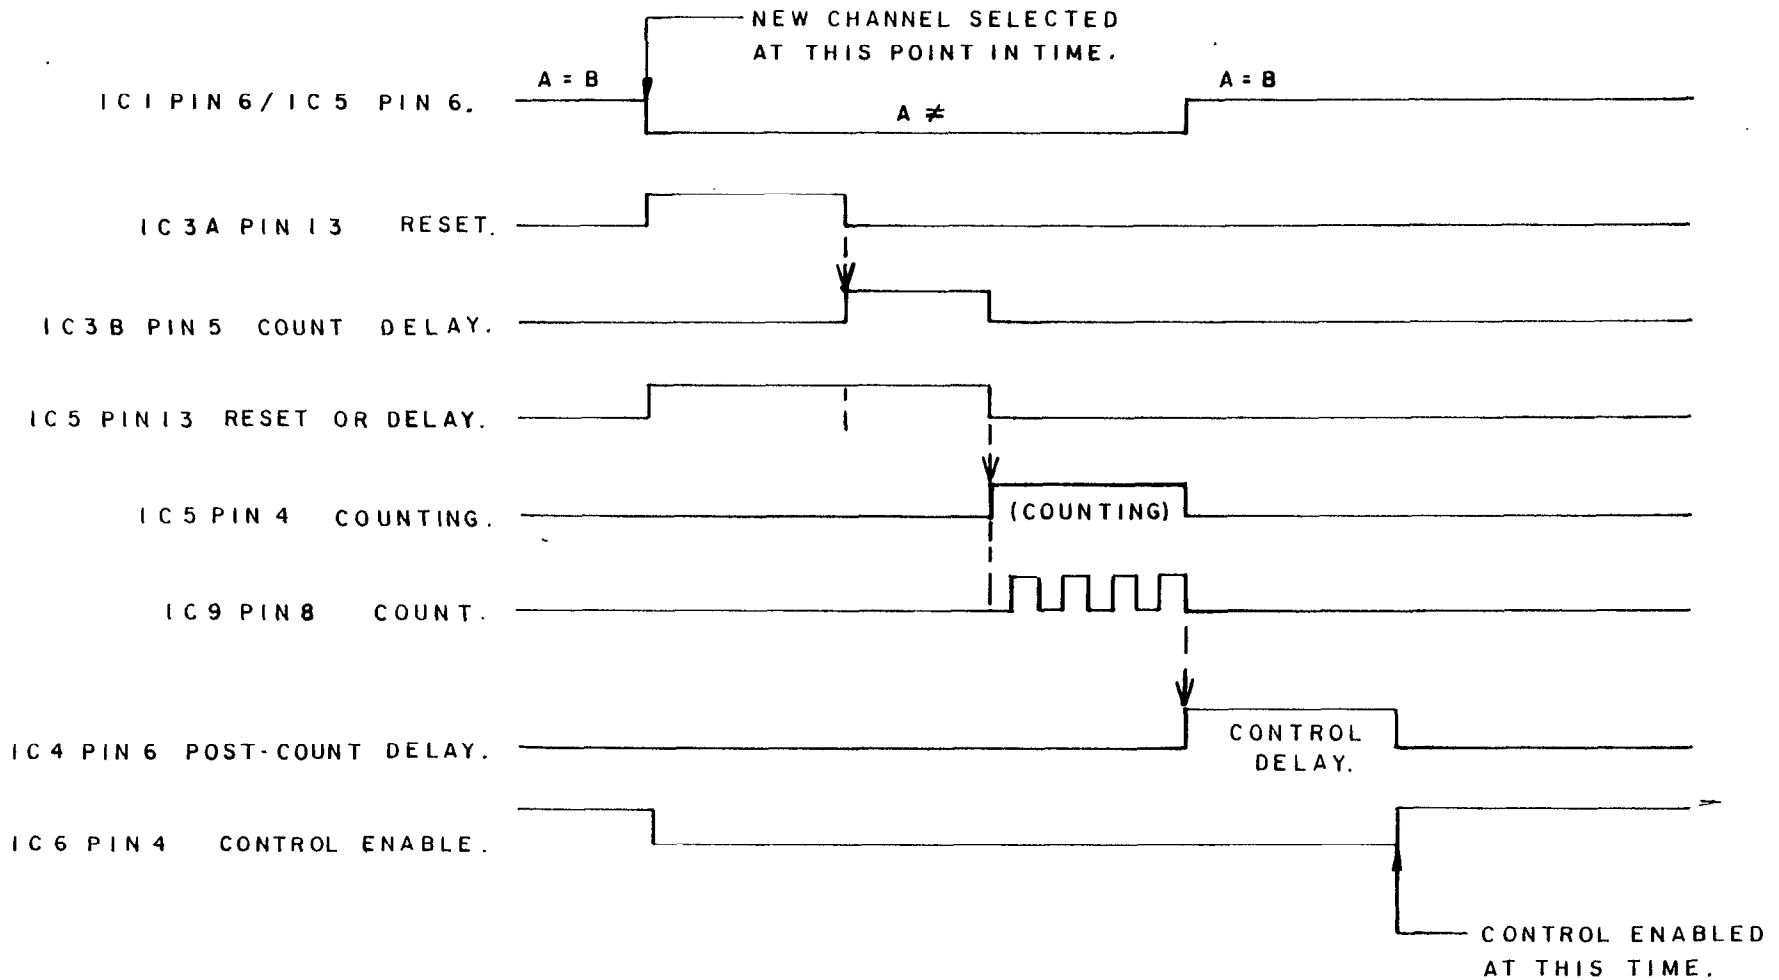 NEW CHANNEL SELECTED
AT THIS POINT IN TIME.
A = B
A = B
IC1 PIN 6/IC5 PIN 6.
A ≠
IC3A PIN 13 RESET.
IC3B PIN 5 COUNT DELAY.
IC5 PIN 13 RESET OR DELAY.
IC5 PIN 4 COUNTING.
(COUNTING)
IC9 PIN 8 COUNT.
IC4 PIN 6 POST-COUNT DELAY.
CONTROL
DELAY.
IC6 PIN 4 CONTROL ENABLE.
CONTROL ENABLED
AT THIS TIME.